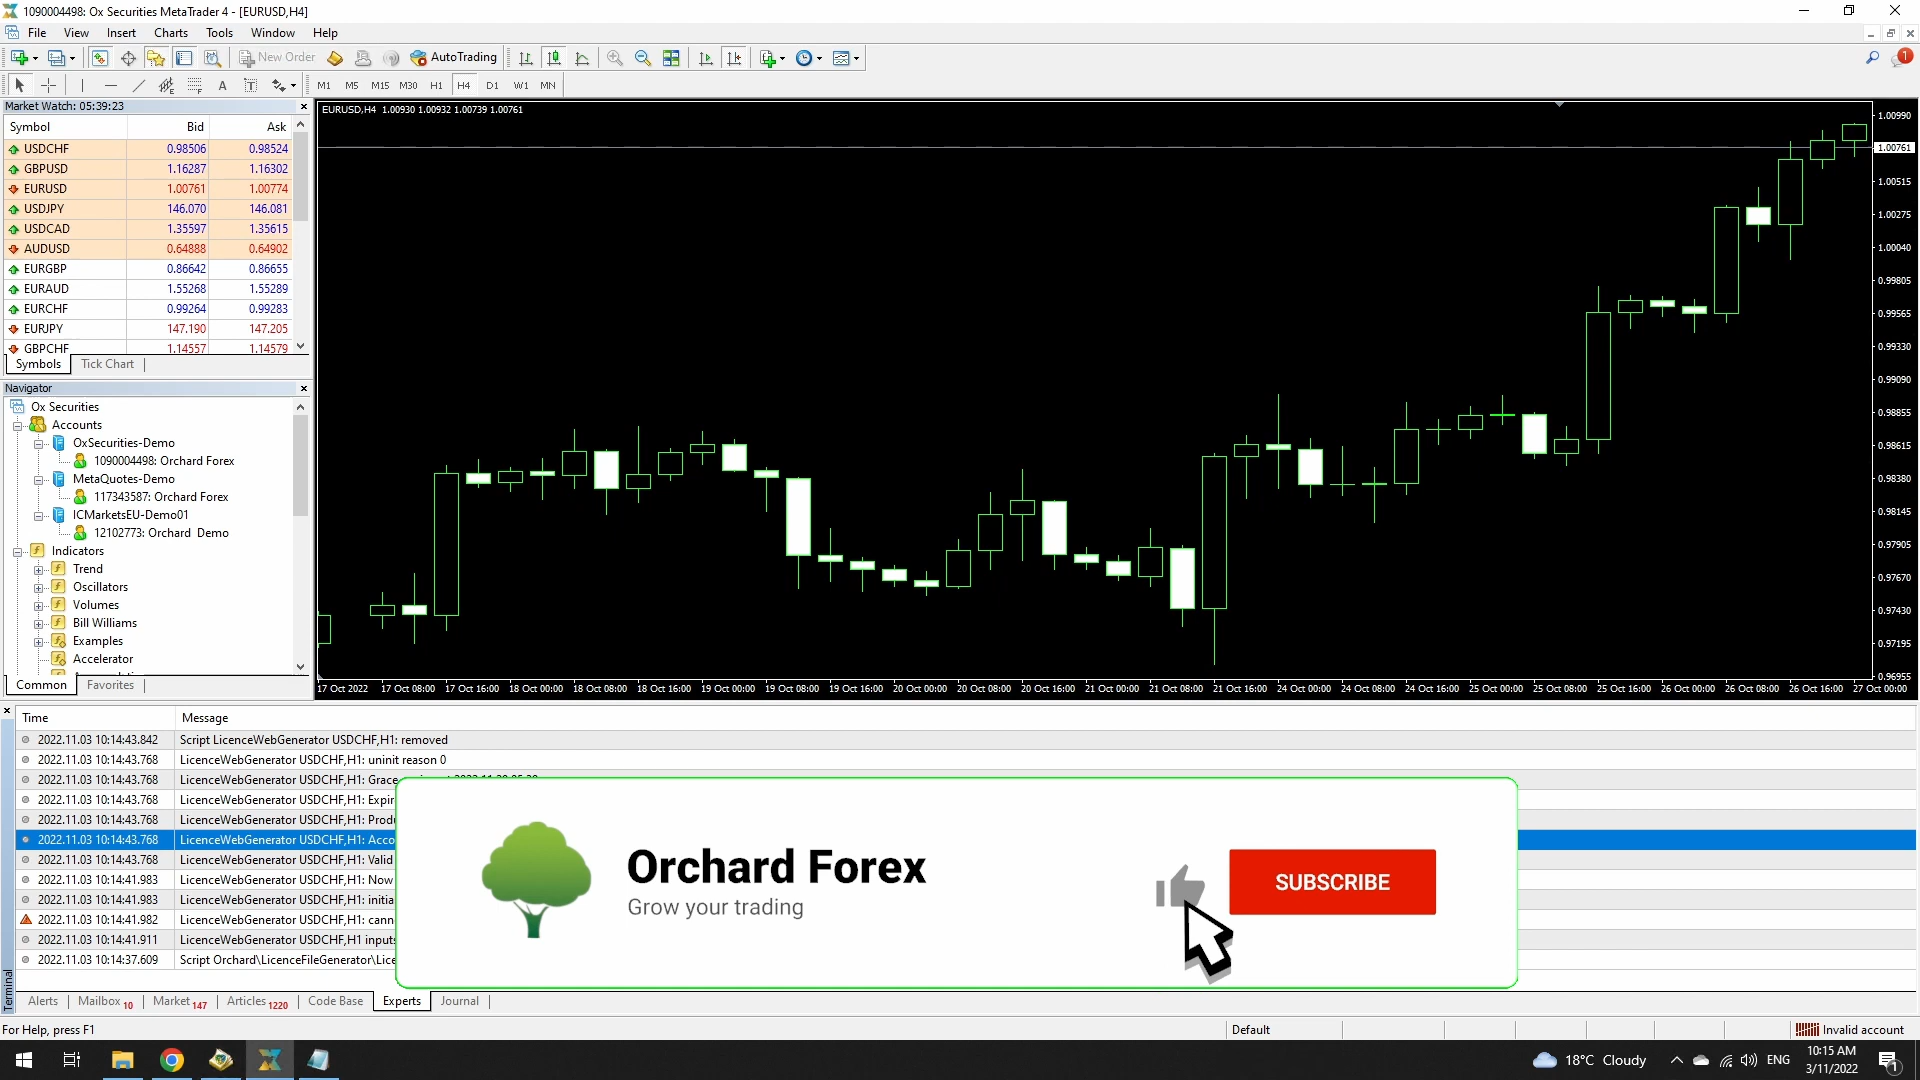 1090004498: Ox Securities MetaTrader 4 - [EURUSD,H4]
File View Insert Charts Tools Window Help
New Order AutoTrading
1
E F A T
M1 M5 M15 M30 H1 H4 D1 W1 MN
Market Watch: 05:39:23
Symbol Bid Ask
USDCHF 0.98506 0.98524
GBPUSD 1.16287 1.16302
EURUSD 1.00761 1.00774
USDJPY 146.070 146.081
USDCAD 1.35597 1.35615
AUDUSD 0.64888 0.64902
EURGBP 0.86642 0.86655
EURAUD 1.55268 1.55289
EURCHF 0.99264 0.99283
EURJPY 147.190 147.205
GBPCHF 1.14557 1.14579
Symbols Tick Chart
Navigator
Ox Securities
Accounts
OxSecurities-Demo
1090004498: Orchard Forex
MetaQuotes-Demo
117343587: Orchard Forex
ICMarketsEU-Demo01
12102773: Orchard Demo
Indicators
Trend
Oscillators
Volumes
Bill Williams
Examples
Accelerator
Common Favorites
EURUSD,H4 1.00930 1.00932 1.00739 1.00761
1.00990
1.00761
1.00515
1.00275
1.00040
0.99805
0.99565
0.99330
0.99090
0.98855
0.98615
0.98380
0.98145
0.97905
0.97670
0.97430
0.97195
0.96955
17 Oct 2022 17 Oct 08:00 17 Oct 16:00 18 Oct 00:00 18 Oct 08:00 18 Oct 16:00 19 Oct 00:00 19 Oct 08:00 19 Oct 16:00 20 Oct 00:00 20 Oct 08:00 20 Oct 16:00 21 Oct 00:00 21 Oct 08:00 21 Oct 16:00 24 Oct 00:00 24 Oct 08:00 24 Oct 16:00 25 Oct 00:00 25 Oct 08:00 25 Oct 16:00 26 Oct 00:00 26 Oct 08:00 26 Oct 16:00 27 Oct 00:00
Time Message
2022.11.03 10:14:43.842 Script LicenceWebGenerator USDCHF,H1: removed
2022.11.03 10:14:43.768 LicenceWebGenerator USDCHF,H1: uninit reason 0
2022.11.03 10:14:43.768 LicenceWebGenerator USDCHF,H1: Grace
2022.11.03 10:14:43.768 LicenceWebGenerator USDCHF,H1: Expir
2022.11.03 10:14:43.768 LicenceWebGenerator USDCHF,H1: Produ
2022.11.03 10:14:43.768 LicenceWebGenerator USDCHF,H1: Acco
2022.11.03 10:14:43.768 LicenceWebGenerator USDCHF,H1: Valid
2022.11.03 10:14:41.983 LicenceWebGenerator USDCHF,H1: Now
2022.11.03 10:14:41.983 LicenceWebGenerator USDCHF,H1: initia
2022.11.03 10:14:41.982 LicenceWebGenerator USDCHF,H1: cann
2022.11.03 10:14:41.911 LicenceWebGenerator USDCHF,H1 inputs
2022.11.03 10:14:37.609 Script Orchard\LicenceFileGenerator\Lice
Orchard Forex
Grow your trading
SUBSCRIBE
Terminal
Alerts Mailbox 10 Market 147 Articles 1220 Code Base Experts Journal
For Help, press F1 Default Invalid account
18°C Cloudy ENG 10:15 AM
3/11/2022
1